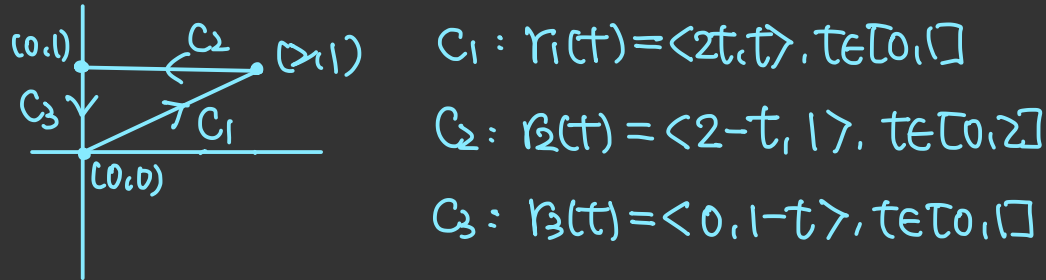 (0,1)
C2
(2,1)
C3
C1
(0,0)
C1 : r1(t) = <2t, t>, t∈[0,1]
C2 : r2(t) = <2-t, 1>, t∈[0,2]
C3 : r3(t) = <0, 1-t>, t∈[0,1]